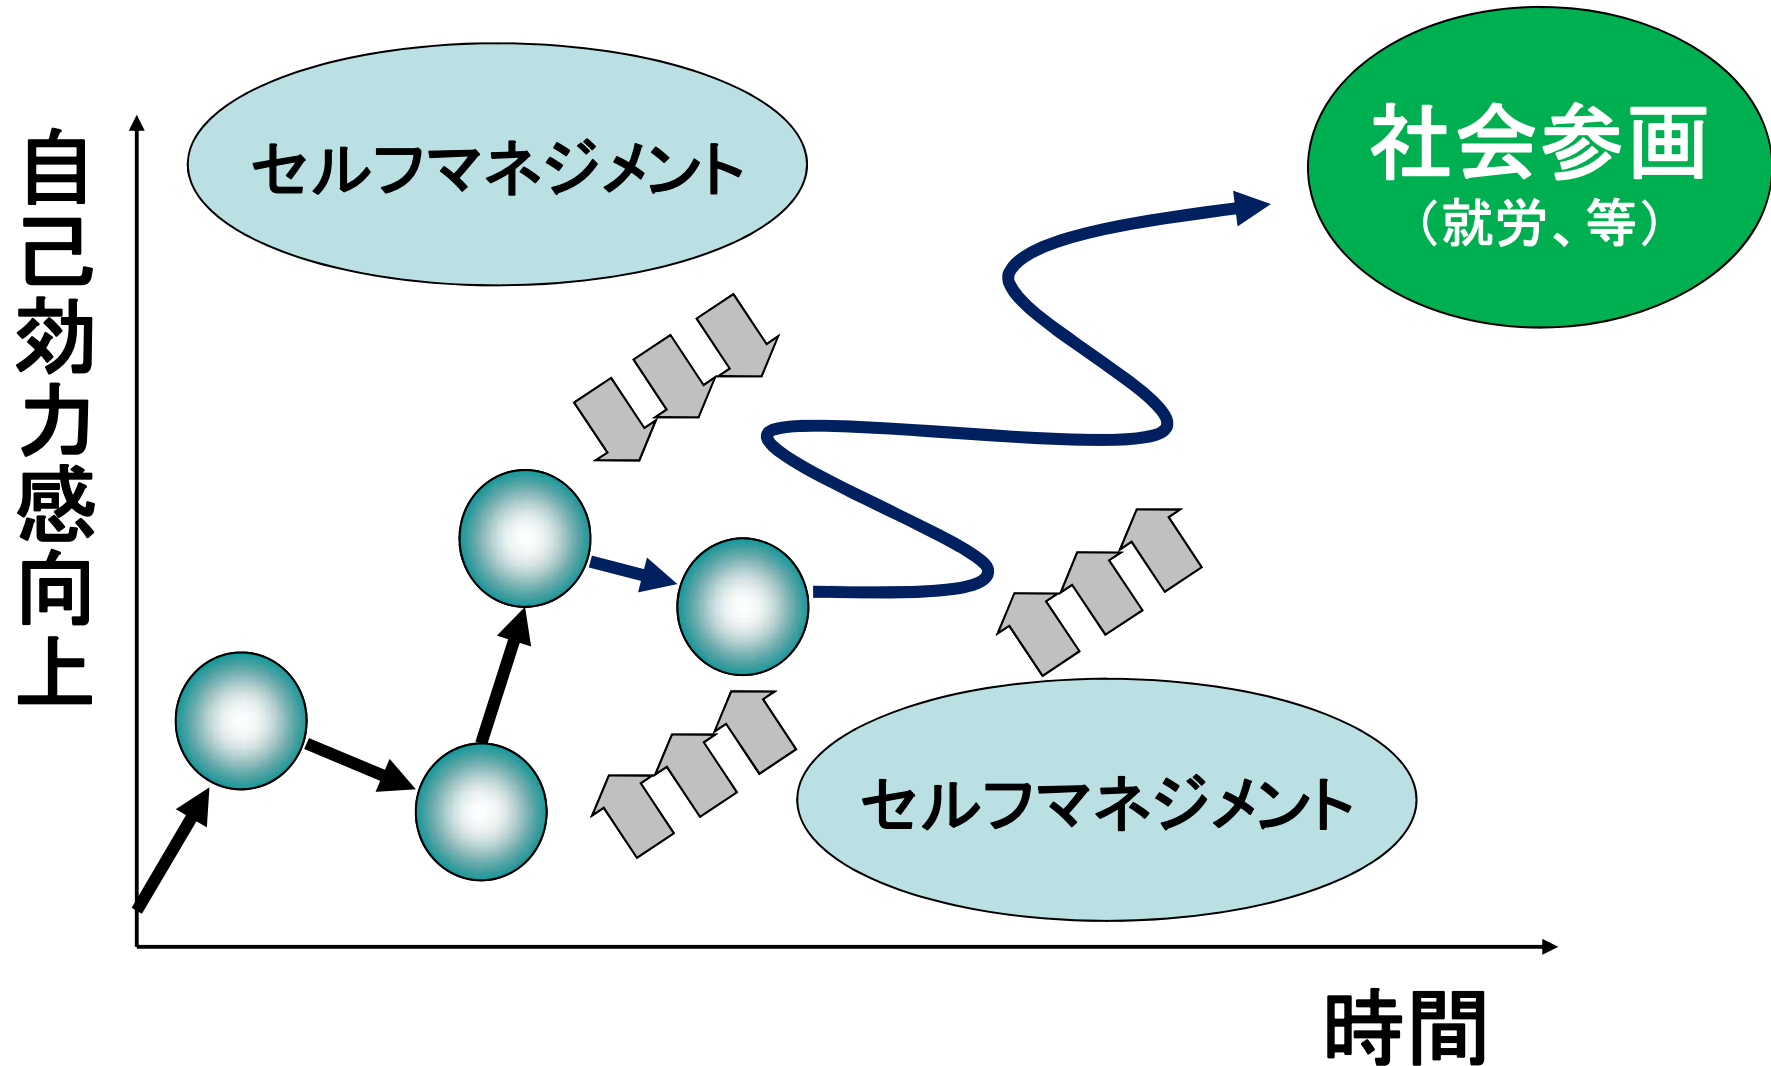 自己効力感向上
セルフマネジメント
社会参画
（就労、等）
セルフマネジメント
時間